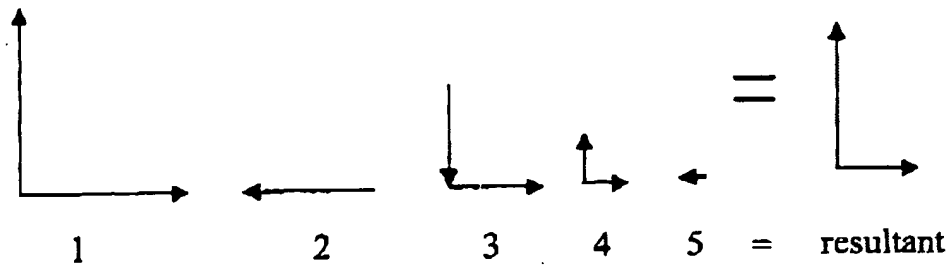 =
1 2 3 4 5 = resultant